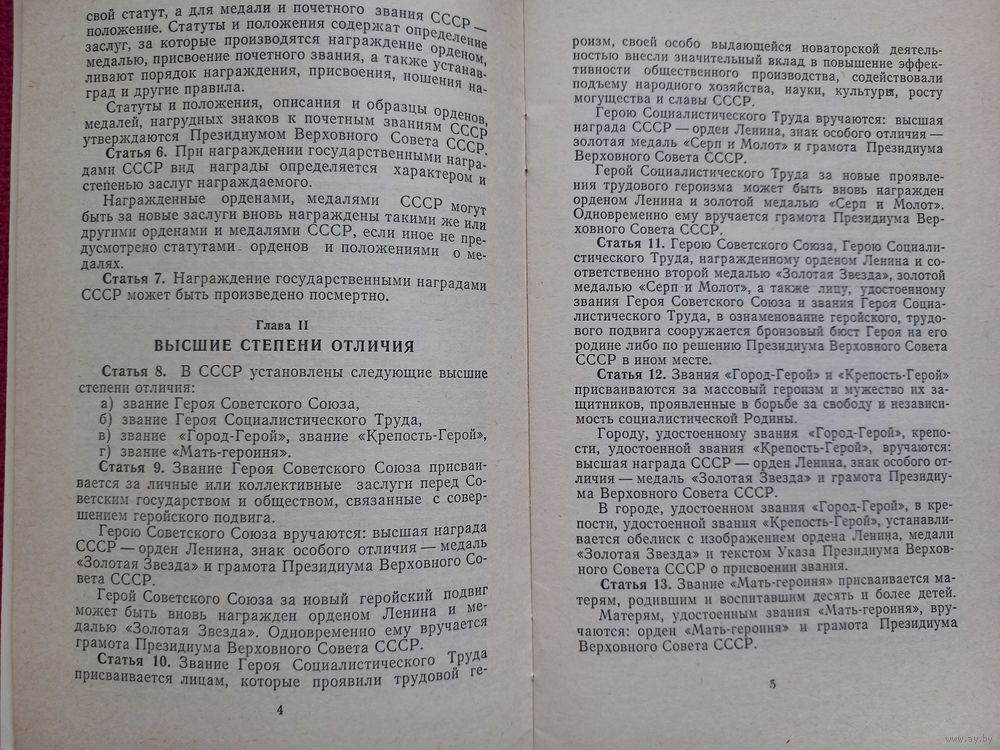 свой статут, а для медали и почетного звания СССР —
положение. Статуты и положения содержат определение
заслуг, за которые производятся награждение орденом,
медалью, присвоение почетного звания, а также устанав-
ливают порядок награждения, присвоения, ношения на-
град и другие правила.
Статуты и положения, описания и образцы орденов,
медалей, нагрудных знаков к почетным званиям СССР
утверждаются Президиумом Верховного Совета СССР.
Статья 6. При награждении государственными награ-
дами СССР вид награды определяется характером и
степенью заслуг награждаемого.
Награжденные орденами, медалями СССР могут
быть за новые заслуги вновь награждены такими же или
другими орденами и медалями СССР, если иное не пре-
дусмотрено статутами орденов и положениями о ме-
далях.
Статья 7. Награждение государственными наградами
СССР может быть произведено посмертно.
Глава II
ВЫСШИЕ СТЕПЕНИ ОТЛИЧИЯ
Статья 8. В СССР установлены следующие высшие
степени отличия:
а) звание Героя Советского Союза,
б) звание Героя Социалистического Труда,
в) звание «Город-Герой», звание «Крепость-Герой»,
г) звание «Мать-героиня».
Статья 9. Звание Героя Советского Союза присваи-
вается за личные или коллективные заслуги перед Со-
ветским государством и обществом, связанные с совер-
шением геройского подвига.
Герою Советского Союза вручаются: высшая награда
СССР — орден Ленина, знак особого отличия — медаль
«Золотая Звезда» и грамота Президиума Верховного Со-
вета СССР.
Герой Советского Союза за новый геройский подвиг
может быть вновь награжден орденом Ленина и ме-
далью «Золотая Звезда». Одновременно ему вручается
грамота Президиума Верховного Совета СССР.
Статья 10. Звание Героя Социалистического Труда
присваивается лицам, которые проявили трудовой ге-
4
роизм, своей особо выдающейся новаторской деятель-
ностью внесли значительный вклад в повышение эффек-
тивности общественного производства, содействовали
подъему народного хозяйства, науки, культуры, росту
могущества и славы СССР.
Герою Социалистического Труда вручаются: высшая
награда СССР — орден Ленина, знак особого отличия —
золотая медаль «Серп и Молот» и грамота Президиума
Верховного Совета СССР.
Герой Социалистического Труда за новые проявле-
ния трудового героизма может быть вновь награжден
орденом Ленина и золотой медалью «Серп и Молот».
Одновременно ему вручается грамота Президиума Вер-
ховного Совета СССР.
Статья 11. Герою Советского Союза, Герою Социали-
стического Труда, награжденному орденом Ленина и со-
ответственно второй медалью «Золотая Звезда», золотой
медалью «Серп и Молот», а также лицу, удостоенному
звания Героя Советского Союза и звания Героя Социа-
листического Труда, в ознаменование геройского, трудо-
вого подвига сооружается бронзовый бюст Героя на его
родине либо по решению Президиума Верховного Совета
СССР в ином месте.
Статья 12. Звания «Город-Герой» и «Крепость-Герой»
присваиваются за массовый героизм и мужество их за-
щитников, проявленные в борьбе за свободу и независи-
мость социалистической Родины.
Городу, удостоенному звания «Город-Герой», крепо-
сти, удостоенной звания «Крепость-Герой», вручаются:
высшая награда СССР — орден Ленина, знак особого от-
личия — медаль «Золотая Звезда» и грамота Президиу-
ма Верховного Совета СССР.
В городе, удостоенном звания «Город-Герой», в кре-
пости, удостоенной звания «Крепость-Герой», устанавли-
вается обелиск с изображением ордена Ленина, медали
«Золотая Звезда» и текстом Указа Президиума Верхов-
ного Совета СССР о присвоении звания.
Статья 13. Звание «Мать-героиня» присваивается ма-
терям, родившим и воспитавшим десять и более детей.
Матерям, удостоенным звания «Мать-героиня», вру-
чаются: орден «Мать-героиня» и грамота Президиума
Верховного Совета СССР.
5
www.ay.by